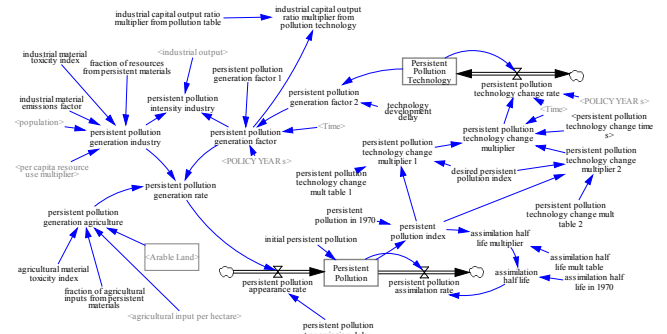 industrial capital output ratio
multiplier from pollution table
industrial capital output
ratio multiplier from
pollution technology
industrial material
toxicity index
fraction of resources
from persistent materials
<industrial output>
persistent pollution
generation factor 1
Persistent
Pollution
Technology
persistent pollution
technology change rate
<POLICY YEAR s>
<Time>
industrial material
emissions factor
<population>
persistent pollution
intensity industry
persistent pollution
generation factor 2
technology
development
delay
persistent pollution
generation industry
persistent pollution
generation factor
<Time>
<POLICY YEAR s>
<per capita resource
use multiplier>
persistent pollution
technology change
multiplier
<persistent pollution
technology change time
s>
persistent pollution
technology change
multiplier 1
persistent pollution
technology change
multiplier 2
desired persistent
pollution index
persistent pollution
technology change
mult table 1
persistent pollution
technology change mult
table 2
persistent pollution
generation rate
persistent
pollution in 1970
persistent
pollution index
persistent pollution
generation agriculture
initial persistent pollution
assimilation half
life multiplier
<Arable Land>
agricultural material
toxicity index
fraction of agricultural
inputs from persistent
materials
<agricultural input per hectare>
persistent pollution
appearance rate
Persistent
Pollution
persistent pollution
assimilation rate
assimilation
half life
assimilation half
life mult table
assimilation half
life in 1970
persistent pollution